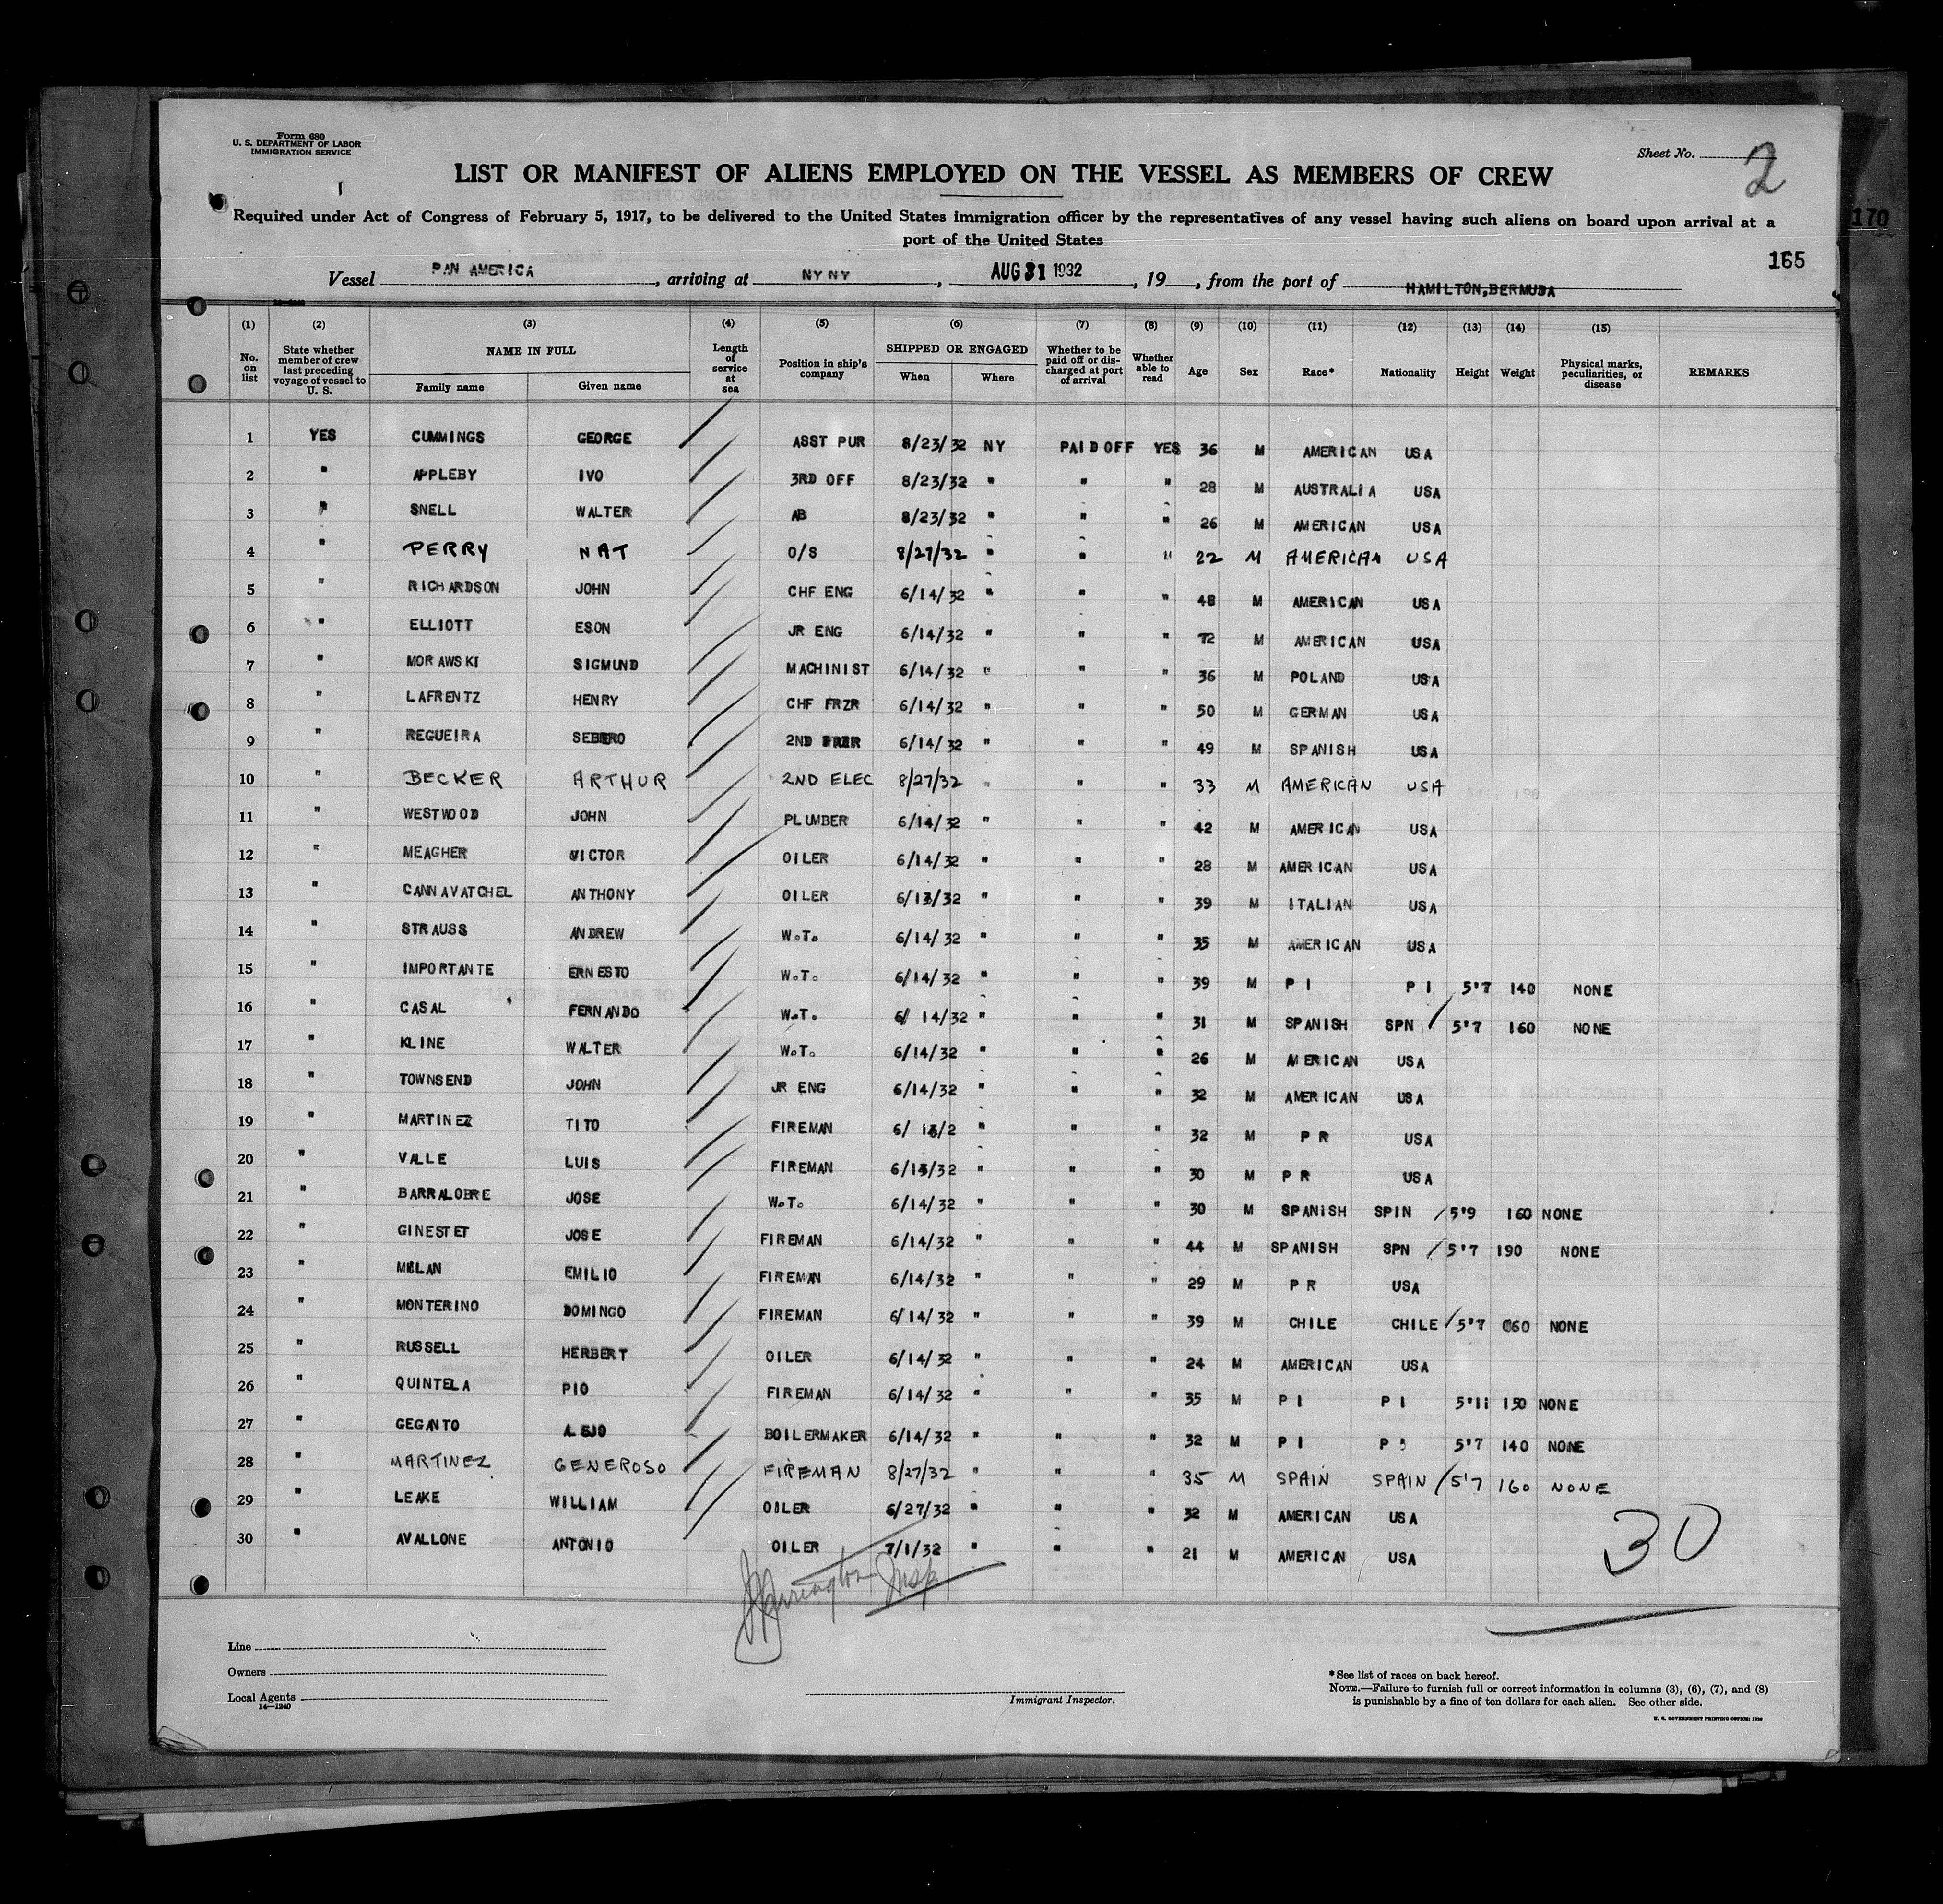 Form 680
U. S. DEPARTMENT OF LABOR
IMMIGRATION SERVICE
Sheet No. 2
LIST OR MANIFEST OF ALIENS EMPLOYED ON THE VESSEL AS MEMBERS OF CREW
Required under Act of Congress of February 5, 1917, to be delivered to the United States immigration officer by the representatives of any vessel having such aliens on board upon arrival at a
port of the United States
170
165
Vessel PAN AMERICA, arriving at NY NY, AUG 31 1932, 19, from the port of HAMILTON, BERMUDA
(1) (2) (3) (4) (5) (6) (7) (8) (9) (10) (11) (12) (13) (14) (15)
No. on list State whether member of crew last preceding voyage of vessel to U. S. NAME IN FULL Family name Given name Length of service at sea Position in ship's company SHIPPED OR ENGAGED When Where Whether to be paid off or discharged at port of arrival Whether able to read Age Sex Race* Nationality Height Weight Physical marks, peculiarities, or disease REMARKS
1 YES CUMMINGS GEORGE ASST PUR 8/23/32 NY PAID OFF YES 36 M AMERICAN USA
2 " APPLEBY IVO 3RD OFF 8/23/32 " " " 28 M AUSTRALIA USA
3 " SNELL WALTER AB 8/23/32 " " " 26 M AMERICAN USA
4 " PERRY NAT O/S 8/27/32 " " " 22 M AMERICAN USA
5 " RICHARDSON JOHN CHF ENG 6/14/32 " " " 48 M AMERICAN USA
6 " ELLIOTT ESON JR ENG 6/14/32 " " " 72 M AMERICAN USA
7 " MORAWSKI SIGMUND MACHINIST 6/14/32 " " " 36 M POLAND USA
8 " LAFRENTZ HENRY CHF FRZR 6/14/32 " " " 50 M GERMAN USA
9 " REGUEIRA 2ND FRZR 6/14/32 " " " 49 M SPANISH USA
10 " BECKER ARTHUR 2ND ELEC 8/27/32 " " " 33 M AMERICAN USA
11 " WESTWOOD JOHN PLUMBER 6/14/32 " " " 42 M AMERICAN USA
12 " MEAGHER VICTOR OILER 6/14/32 " " " 28 M AMERICAN USA
13 " CANNAVATCHEL ANTHONY OILER 6/13/32 " " " 39 M ITALIAN USA
14 " STRAUSS ANDREW W.T. 6/14/32 " " " 35 M AMERICAN USA
15 " IMPORTANTE ERNESTO W.T. 6/14/32 " " " 39 M P I P I 5'7 140 NONE
16 " CASAL FERNANDO W.T. 6/ 14/32 " " " 31 M SPANISH SPN / 5'7 160 NONE
17 " KLINE WALTER W.T. 6/14/32 " " " 26 M AMERICAN USA
18 " TOWNSEND JOHN JR ENG 6/14/32 " " " 32 M AMERICAN USA
19 " MARTINEZ TITO FIREMAN " " " 32 M P R USA
20 " VALLE LUIS FIREMAN 6/13/32 " " " 30 M P R USA
21 " BARRALOBRE JOSE W.T. 6/14/32 " " " 30 M SPANISH SPIN / 5'9 160 NONE
22 " GINESTET JOSE FIREMAN 6/14/32 " " " 44 M SPANISH SPN / 5'7 190 NONE
23 " EMILIO FIREMAN 6/14/32 " " " 29 M P R USA
24 " MONTERINO DOMINGO FIREMAN 6/14/32 " " " 39 M CHILE CHILE / 5'7 NONE
25 " RUSSELL HERBERT OILER 6/14/32 " " " 24 M AMERICAN USA
26 " QUINTELA PIO FIREMAN 6/14/32 " " " 35 M P I P I 5'11 150 NONE
27 " GEGANTO BOILERMAKER 6/14/32 " " " 32 M P I P I 5'7 140 NONE
28 " MARTINEZ GENEROSO FIREMAN 8/27/32 " " " 35 M SPAIN SPAIN / 5'7 160 NONE
29 " LEAKE WILLIAM OILER 6/27/32 " " " 32 M AMERICAN USA
30 " AVALLONE ANTONIO OILER 7/1/32 " " " 21 M AMERICAN USA
30
Insp
Line
Owners
Local Agents
14—1240
Immigrant Inspector.
*See list of races on back hereof.
NOTE.—Failure to furnish full or correct information in columns (3), (6), (7), and (8)
is punishable by a fine of ten dollars for each alien. See other side.